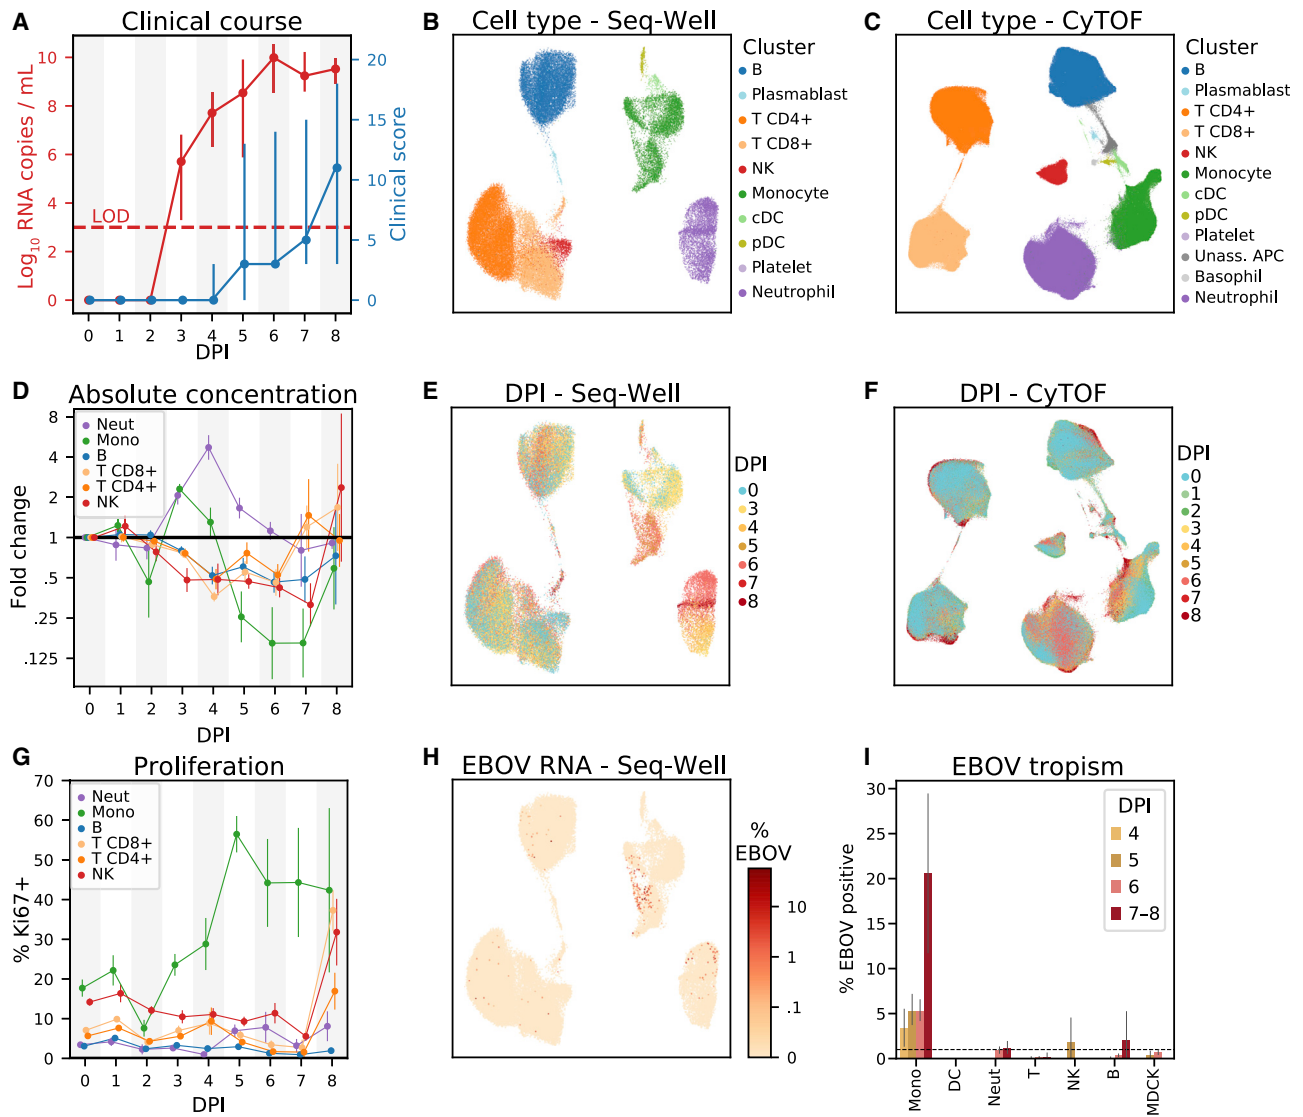 A
Clinical course
Log10 RNA copies / mL
10
8
6
4
2
0
LOD
20
15
10
5
0
Clinical score
0 1 2 3 4 5 6 7 8
DPI
B
Cell type - Seq-Well
Cluster
B
Plasmablast
T CD4+
T CD8+
NK
Monocyte
cDC
pDC
Platelet
Neutrophil
C
Cell type - CyTOF
Cluster
B
Plasmablast
T CD4+
T CD8+
NK
Monocyte
cDC
pDC
Platelet
Unass. APC
Basophil
Neutrophil
D
Absolute concentration
Fold change
8
4
2
1
.5
.25
.125
Neut
Mono
B
T CD8+
T CD4+
NK
0 1 2 3 4 5 6 7 8
DPI
E
DPI - Seq-Well
DPI
0
3
4
5
6
7
8
F
DPI - CyTOF
DPI
0
1
2
3
4
5
6
7
8
G
Proliferation
% Ki67+
70
60
50
40
30
20
10
0
Neut
Mono
B
T CD8+
T CD4+
NK
0 1 2 3 4 5 6 7 8
DPI
H
EBOV RNA - Seq-Well
%
EBOV
10
1
.1
0
I
EBOV tropism
% EBOV positive
30
25
20
15
10
5
0
DPI
4
5
6
7–8
Mono
DC
Neut
T
NK
B
MDCK